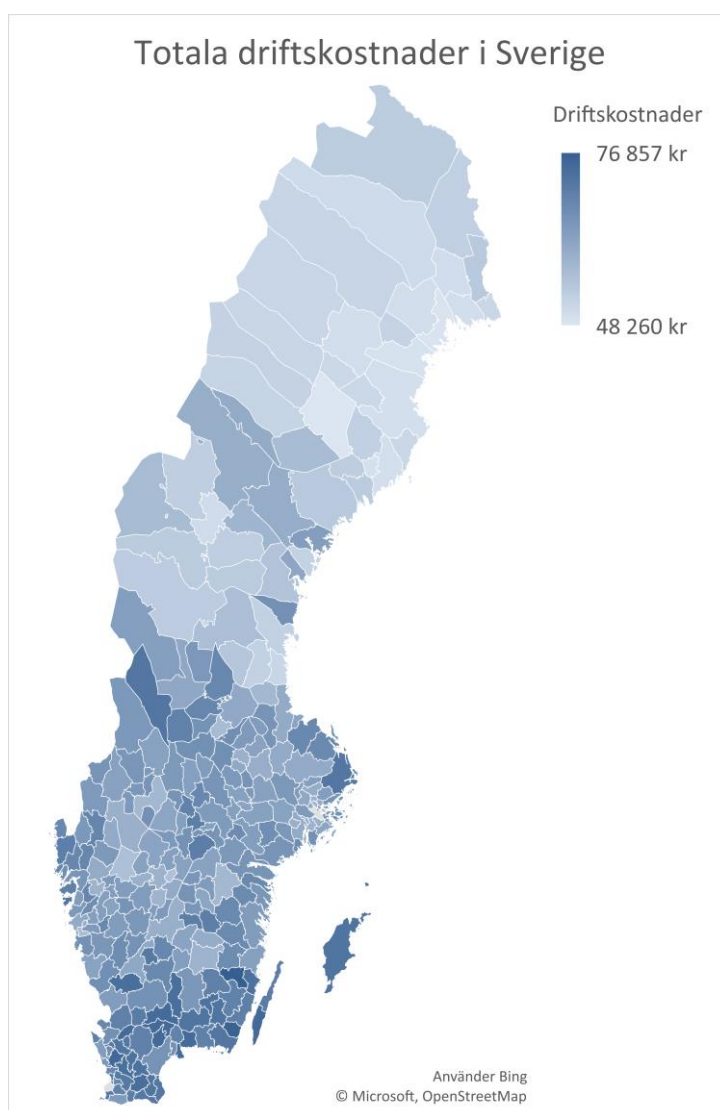 Totala driftskostnader i Sverige
Driftskostnader
76 857 kr
48 260 kr
Använder Bing
© Microsoft, OpenStreetMap